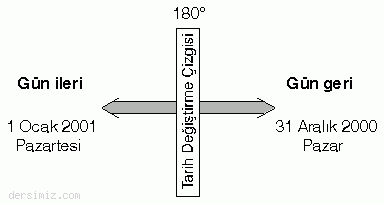 180°
Tarih Değiştirme Çizgisi
Gün ileri
1 Ocak 2001
Pazartesi
Gün geri
31 Aralık 2000
Pazar
dersimiz.com